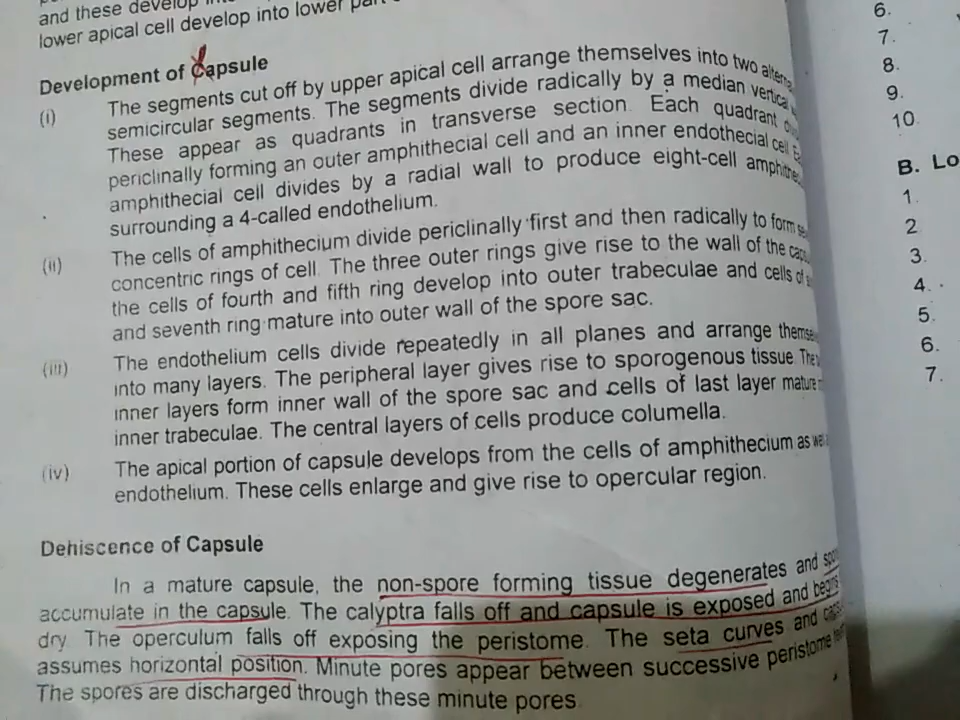 and these develop
lower apical cell develop into lower part
Development of Capsule
(i) The segments cut off by upper apical cell arrange themselves into two
semicircular segments. The segments divide radically by a median vertical
These appear as quadrants in transverse section. Each quadrant
periclinally forming an outer amphithecial cell and an inner endothecial cell.
amphithecial cell divides by a radial wall to produce eight-cell
surrounding a 4-called endothelium.
(ii) The cells of amphithecium divide periclinally first and then radically to form
concentric rings of cell. The three outer rings give rise to the wall of the
the cells of fourth and fifth ring develop into outer trabeculae and cells of
and seventh ring mature into outer wall of the spore sac.
(iii) The endothelium cells divide repeatedly in all planes and arrange
into many layers. The peripheral layer gives rise to sporogenous tissue. The
inner layers form inner wall of the spore sac and cells of last layer mature
inner trabeculae. The central layers of cells produce columella.
(iv) The apical portion of capsule develops from the cells of amphithecium as
endothelium. These cells enlarge and give rise to opercular region.
Dehiscence of Capsule
In a mature capsule, the non-spore forming tissue degenerates and
accumulate in the capsule. The calyptra falls off and capsule is exposed and begins
dry. The operculum falls off exposing the peristome. The seta curves and
assumes horizontal position. Minute pores appear between successive peristome
The spores are discharged through these minute pores.
6.
7.
8.
9.
10.
B. Lo
1.
2.
3.
4.
5.
6.
7.